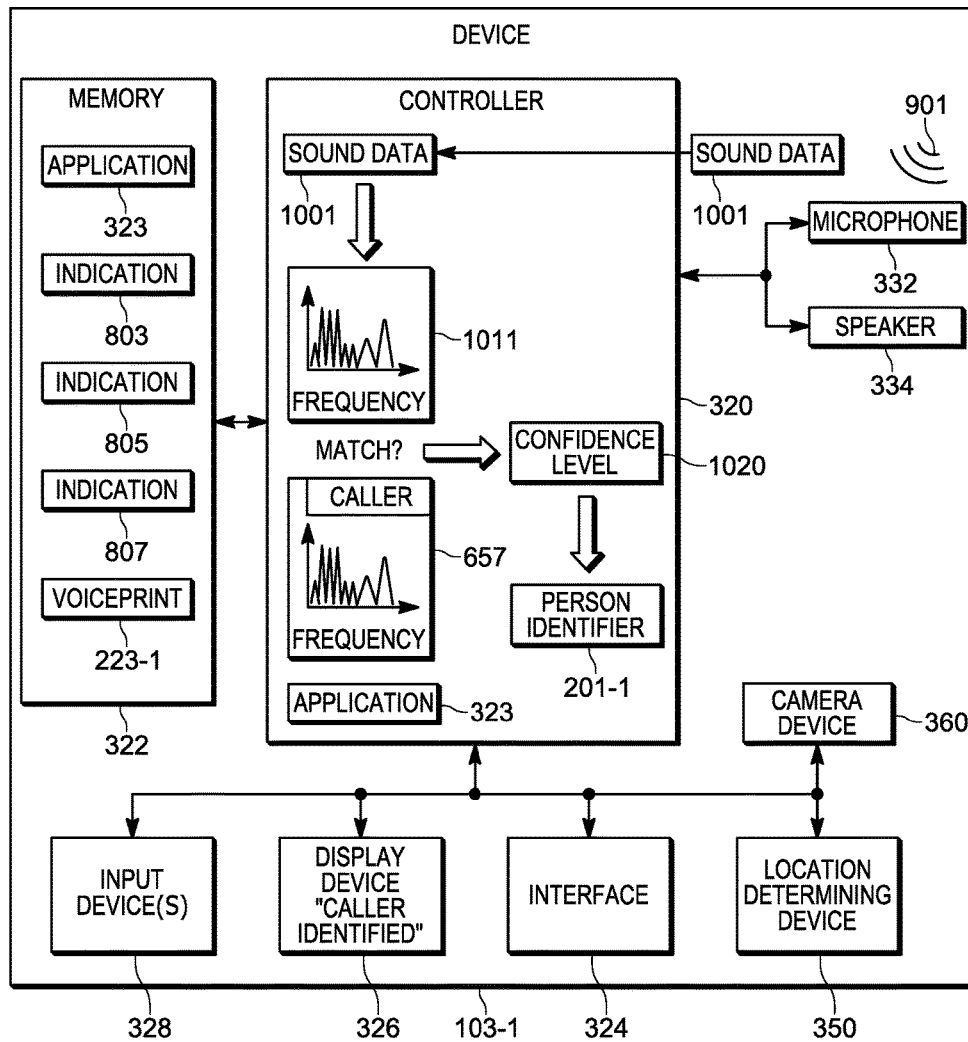 DEVICE
MEMORY
APPLICATION
323
INDICATION
803
INDICATION
805
INDICATION
807
VOICEPRINT
223-1
322
CONTROLLER
SOUND DATA
1001
1011
FREQUENCY
MATCH?
CONFIDENCE
LEVEL
1020
CALLER
657
FREQUENCY
PERSON
IDENTIFIER
201-1
APPLICATION
323
320
SOUND DATA
1001
901
MICROPHONE
332
SPEAKER
334
CAMERA
DEVICE
360
INPUT
DEVICE(S)
328
DISPLAY
DEVICE
"CALLER
IDENTIFIED"
326
103-1
INTERFACE
324
LOCATION
DETERMINING
DEVICE
350